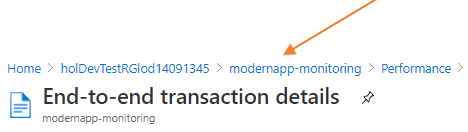 Home > holDevTestRGlod14091345 > modernapp-monitoring > Performance >
End-to-end transaction details
modernapp-monitoring